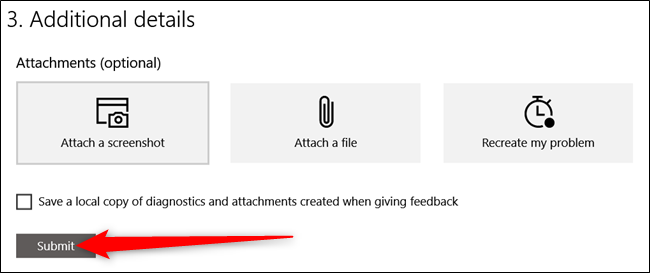 3. Additional details
Attachments (optional)
Attach a screenshot
Attach a file
Recreate my problem
Save a local copy of diagnostics and attachments created when giving feedback
Submit